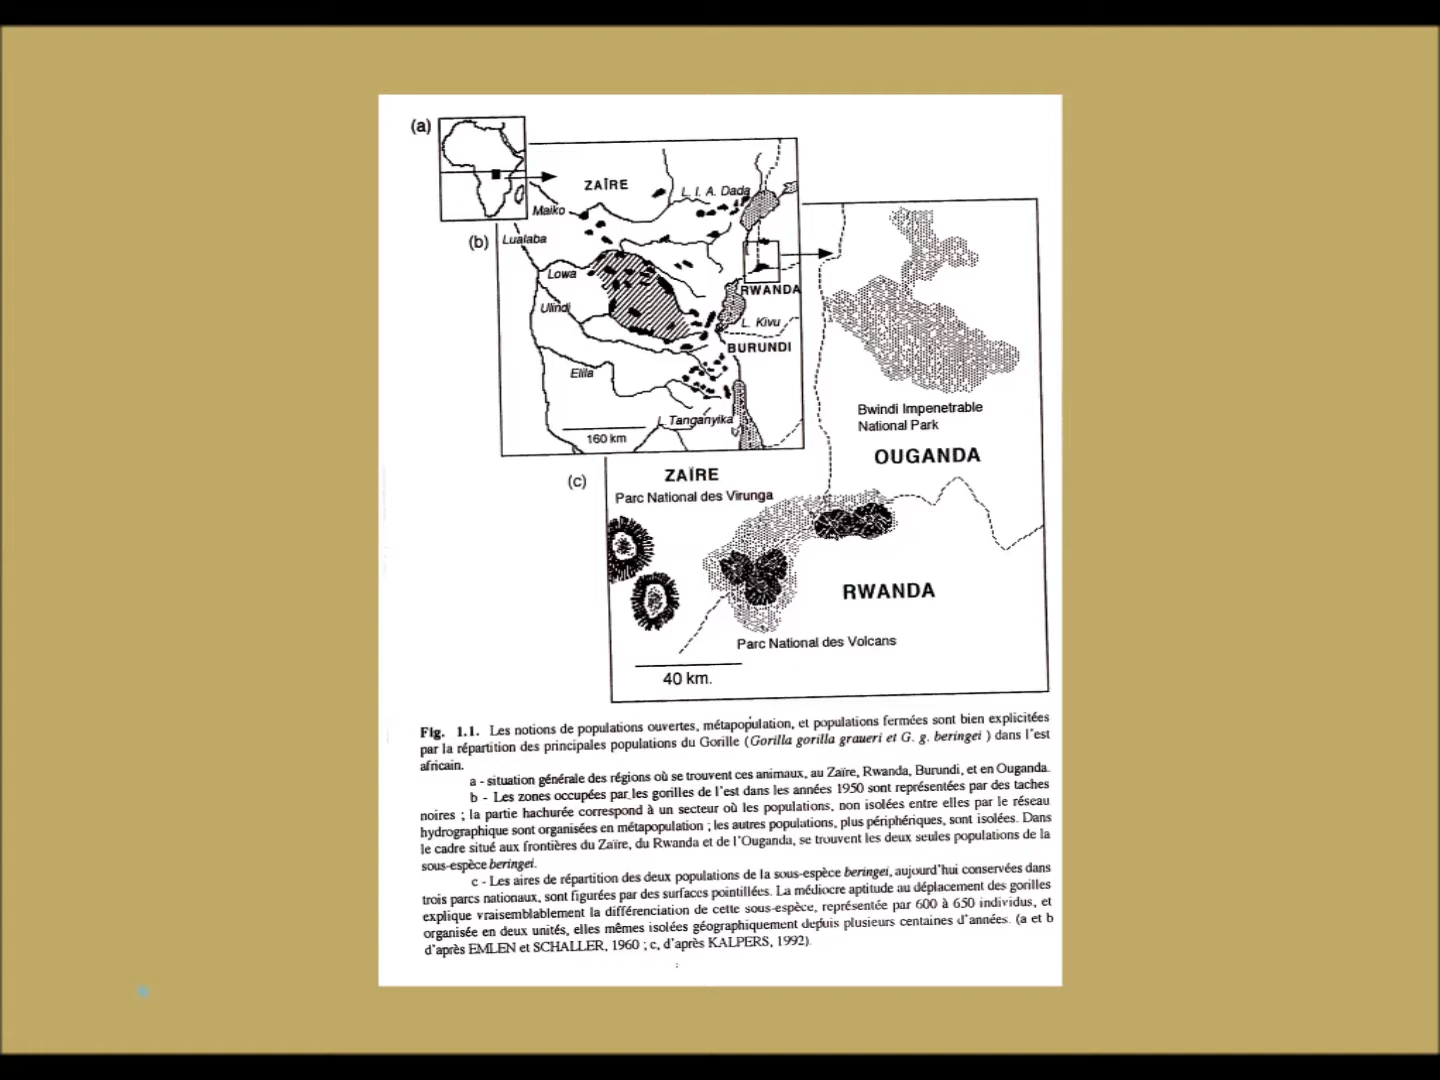 (a)
ZAÏRE
L. I. A. Dada
Maiko
(b)
Lualaba
Lowa
RWANDA
Ulindi
L. Kivu
BURUNDI
Elila
L. Tanganyika
160 km
Bwindi Impenetrable
National Park
OUGANDA
(c)
ZAÏRE
Parc National des Virunga
RWANDA
Parc National des Volcans
40 km.
Fig. 1.1. Les notions de populations ouvertes, métapopulation, et populations fermées sont bien explicitées
par la répartition des principales populations du Gorille (Gorilla gorilla graueri et G. g. beringei ) dans l'est
africain.
a - situation générale des régions où se trouvent ces animaux, au Zaïre, Rwanda, Burundi, et en Ouganda.
b - Les zones occupées par les gorilles de l'est dans les années 1950 sont représentées par des taches
noires ; la partie hachurée correspond à un secteur où les populations, non isolées entre elles par le réseau
hydrographique sont organisées en métapopulation ; les autres populations, plus périphériques, sont isolées. Dans
le cadre situé aux frontières du Zaïre, du Rwanda et de l'Ouganda, se trouvent les deux seules populations de la
sous-espèce beringei.
c - Les aires de répartition des deux populations de la sous-espèce beringei, aujourd'hui conservées dans
trois parcs nationaux, sont figurées par des surfaces pointillées. La médiocre aptitude au déplacement des gorilles
explique vraisemblablement la différenciation de cette sous-espèce, représentée par 600 à 650 individus, et
organisée en deux unités, elles mêmes isolées géographiquement depuis plusieurs centaines d'années. (a et b
d'après EMLEN et SCHALLER, 1960 ; c, d'après KALPERS, 1992).